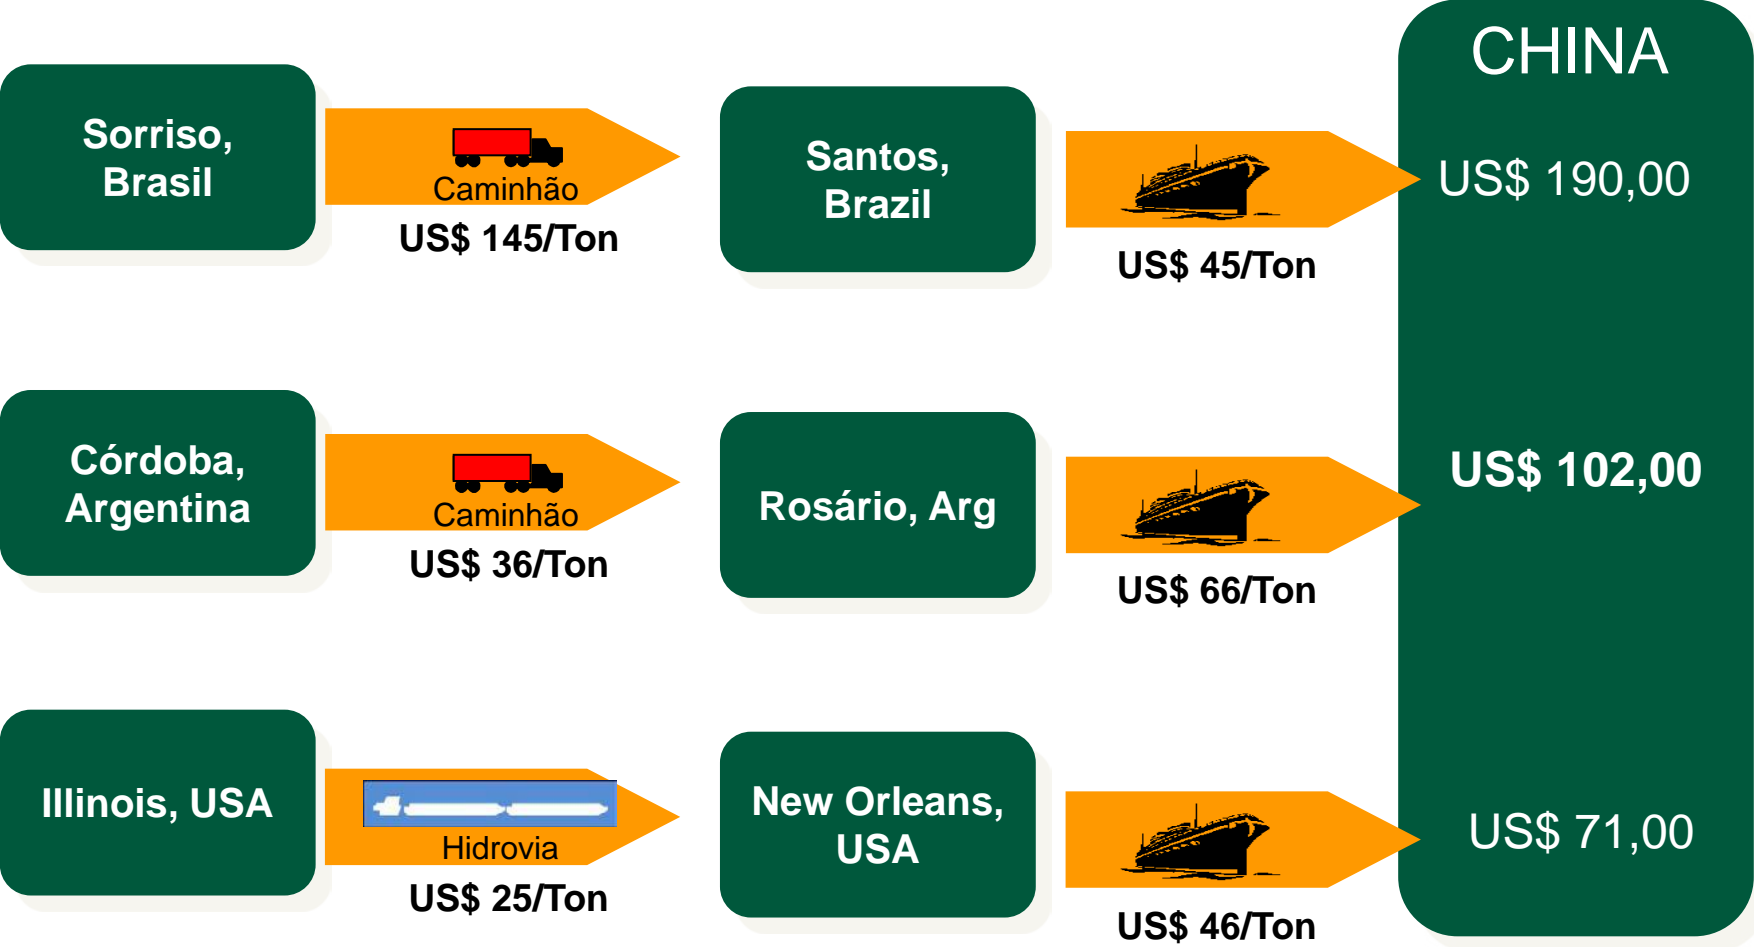 CHINA
Sorriso,
Brasil
Caminhão
US$ 145/Ton
Santos,
Brazil
US$ 45/Ton
US$ 190,00
Córdoba,
Argentina
Caminhão
US$ 36/Ton
Rosário, Arg
US$ 66/Ton
US$ 102,00
Illinois, USA
Hidrovia
US$ 25/Ton
New Orleans,
USA
US$ 46/Ton
US$ 71,00